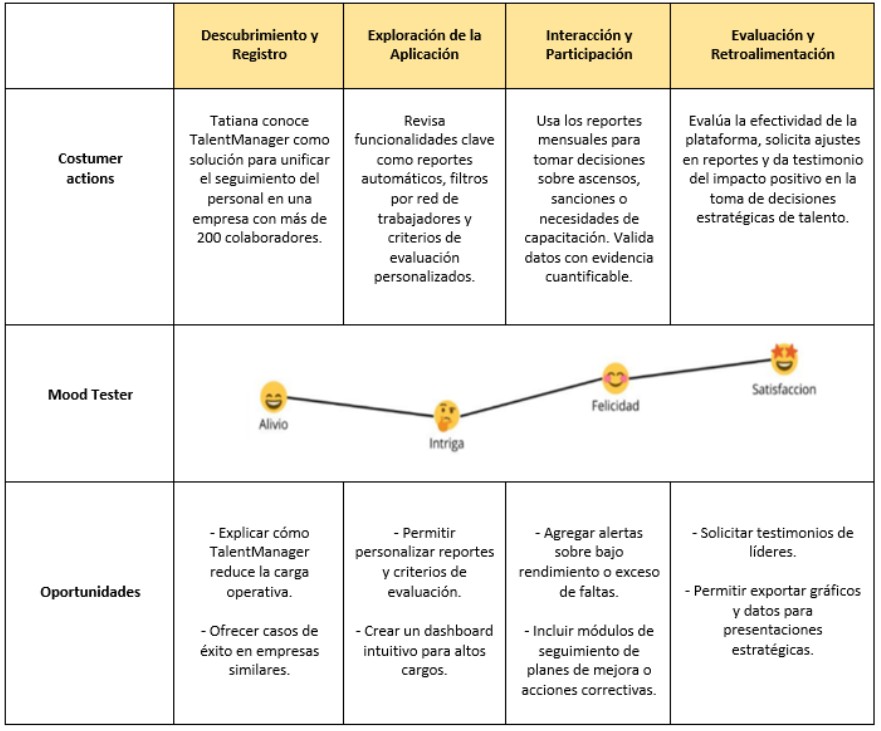 Descubrimiento y
Registro
Exploración de la
Aplicación
Interacción y
Participación
Evaluación y
Retroalimentación
Costumer
actions
Tatiana conoce
TalentManager como
solución para unificar
el seguimiento del
personal en una
empresa con más de
200 colaboradores.
Revisa
funcionalidades clave
como reportes
automáticos, filtros
por red de
trabajadores y
criterios de
evaluación
personalizados.
Usa los reportes
mensuales para
tomar decisiones
sobre ascensos,
sanciones o
necesidades de
capacitación. Valida
datos con evidencia
cuantificable.
Evalúa la efectividad de la
plataforma, solicita ajustes
en reportes y da testimonio
del impacto positivo en la
toma de decisiones
estratégicas de talento.
Mood Tester
Alivio
Intriga
Felicidad
Satisfaccion
Oportunidades
- Explicar cómo
TalentManager
reduce la carga
operativa.
- Ofrecer casos de
éxito en empresas
similares.
- Permitir
personalizar reportes
y criterios de
evaluación.
- Crear un dashboard
intuitivo para altos
cargos.
- Agregar alertas
sobre bajo
rendimiento o exceso
de faltas.
- Incluir módulos de
seguimiento de
planes de mejora o
acciones correctivas.
- Solicitar testimonios de
líderes.
- Permitir exportar gráficos
y datos para
presentaciones
estratégicas.